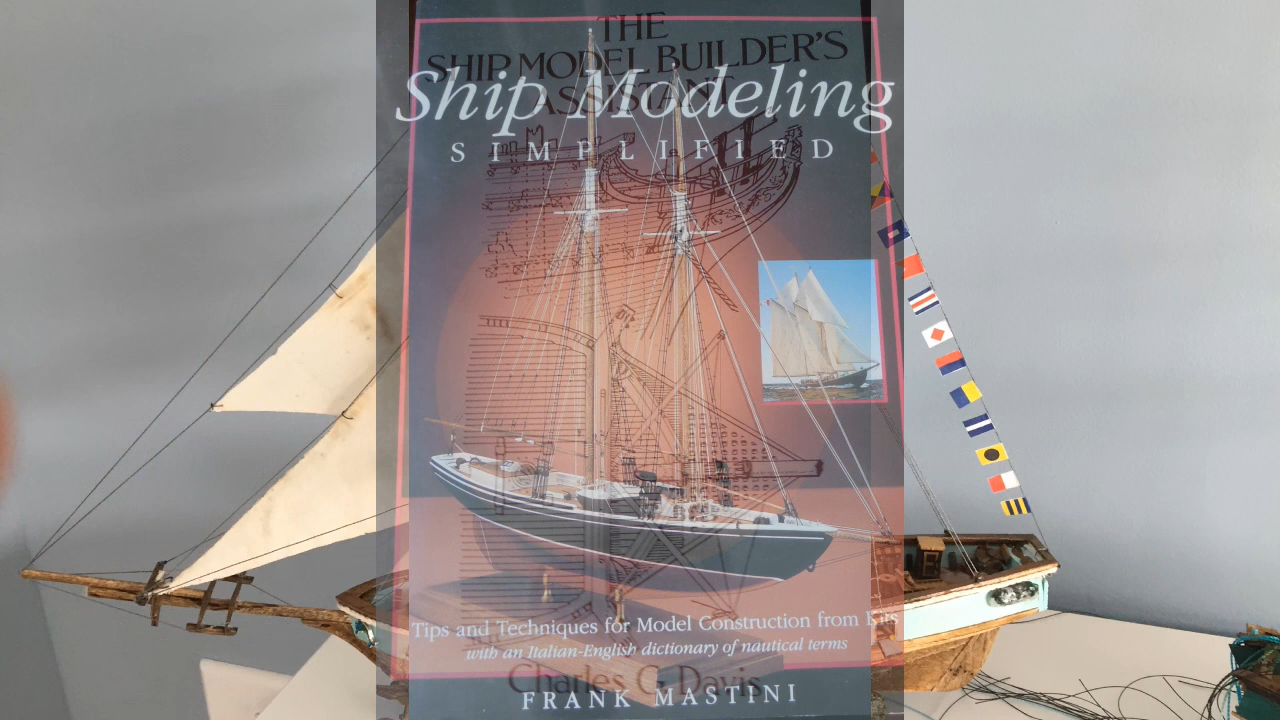 THE
SHIP MODEL BUILDER'S
ASSISTANT
Ship Modeling
SIMPLIFIED
Tips and Techniques for Model Construction from Kits
with an Italian-English dictionary of nautical terms
Charles G. Davis
FRANK MASTINI